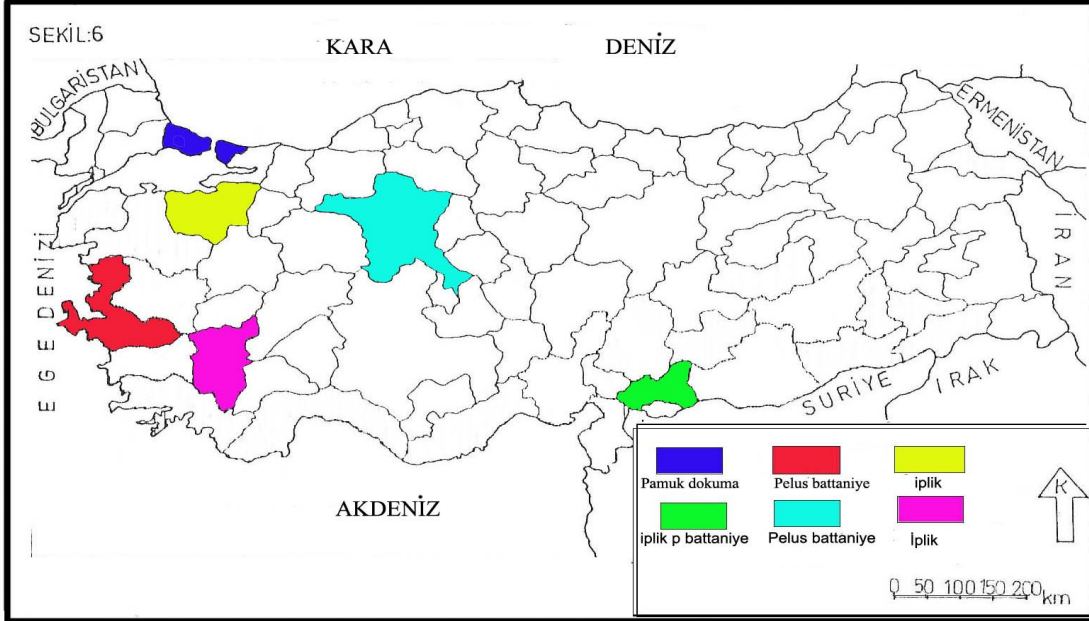 SEKİL:6
KARA DENİZ
BULGARİSTAN
ERMENİSTAN
İRAN
EGE DENİZİ
SURİYE
IRAK
AKDENİZ
Pamuk dokuma Pelus battaniye iplik
iplik p battaniye Pelus battaniye İplik
K
0 50 100 150 200 km